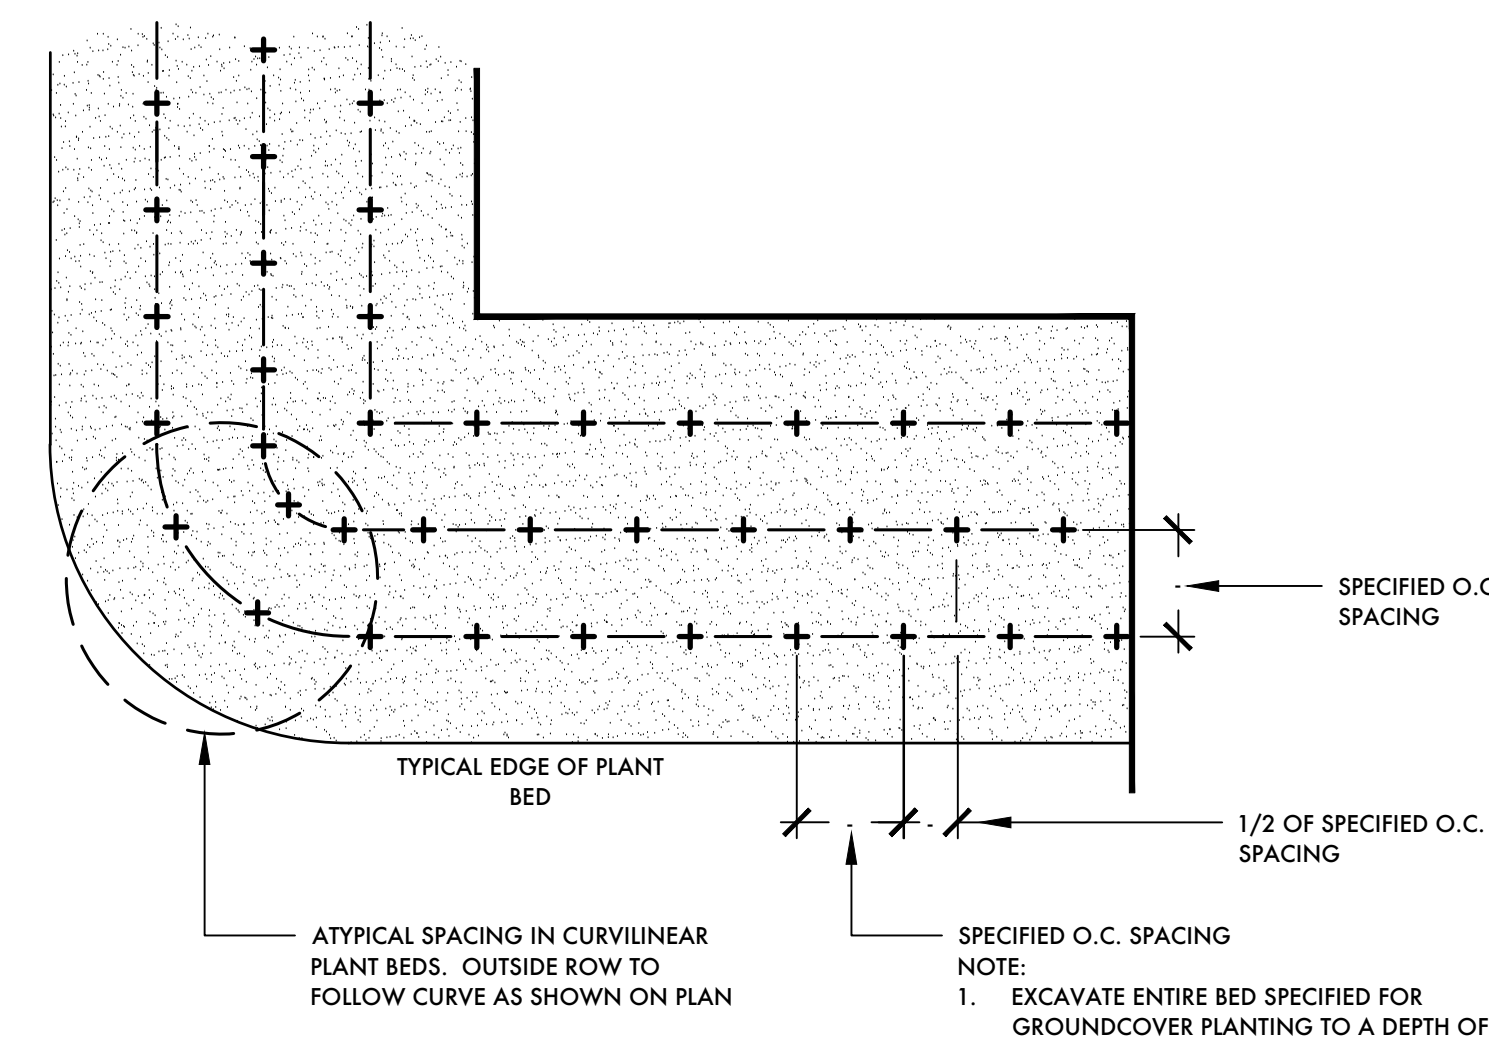 SPECIFIED O.C
SPACING
TYPICAL EDGE OF PLANT
BED
1/2 OF SPECIFIED O.C.
SPACING
ATYPICAL SPACING IN CURVILINEAR
PLANT BEDS. OUTSIDE ROW TO
FOLLOW CURVE AS SHOWN ON PLAN
SPECIFIED O.C. SPACING
NOTE:
1. EXCAVATE ENTIRE BED SPECIFIED FOR
GROUNDCOVER PLANTING TO A DEPTH OF